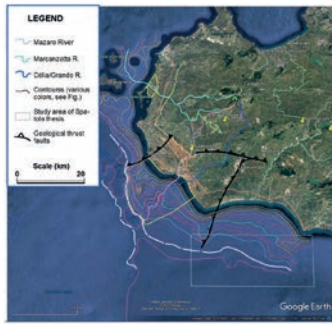 LEGEND
Mazaro River
Marcanzotta R.
Délia/Grande R.
Contours (various
colors, see Fig.)
Study area of Spa-
tola thesis
Geological thrust
faults
Scale (km)
0 20
Google Earth